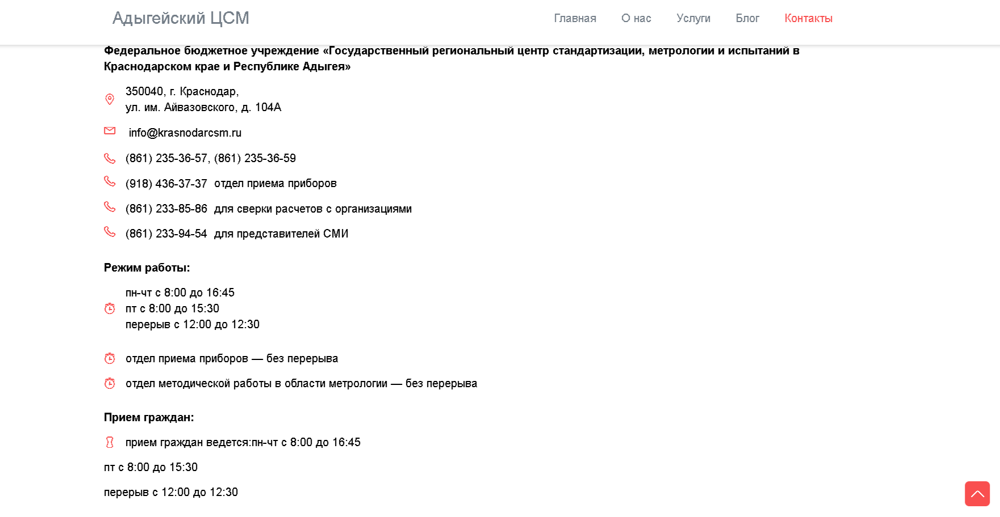 Адыгейский ЦСМ
Главная О нас Услуги Блог Контакты
Федеральное бюджетное учреждение «Государственный региональный центр стандартизации, метрологии и испытаний в
Краснодарском крае и Республике Адыгея»
350040, г. Краснодар,
ул. им. Айвазовского, д. 104А
info@krasnodarcsm.ru
(861) 235-36-57, (861) 235-36-59
(918) 436-37-37 отдел приема приборов
(861) 233-85-86 для сверки расчетов с организациями
(861) 233-94-54 для представителей СМИ
Режим работы:
пн-чт с 8:00 до 16:45
пт с 8:00 до 15:30
перерыв с 12:00 до 12:30
отдел приема приборов — без перерыва
отдел методической работы в области метрологии — без перерыва
Прием граждан:
прием граждан ведется:пн-чт с 8:00 до 16:45
пт с 8:00 до 15:30
перерыв с 12:00 до 12:30